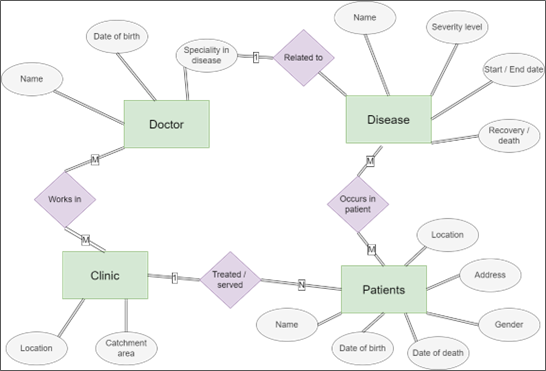 Name
Date of birth
Speciality in
disease
1
Related to
Name
Severity level
Start / End date
Recovery /
death
Doctor
Disease
M
Works in
M
M
Occurs in
patient
M
Clinic
1
Treated /
served
N
Patients
Location
Address
Gender
Name
Date of birth
Date of death
Location
Catchment
area